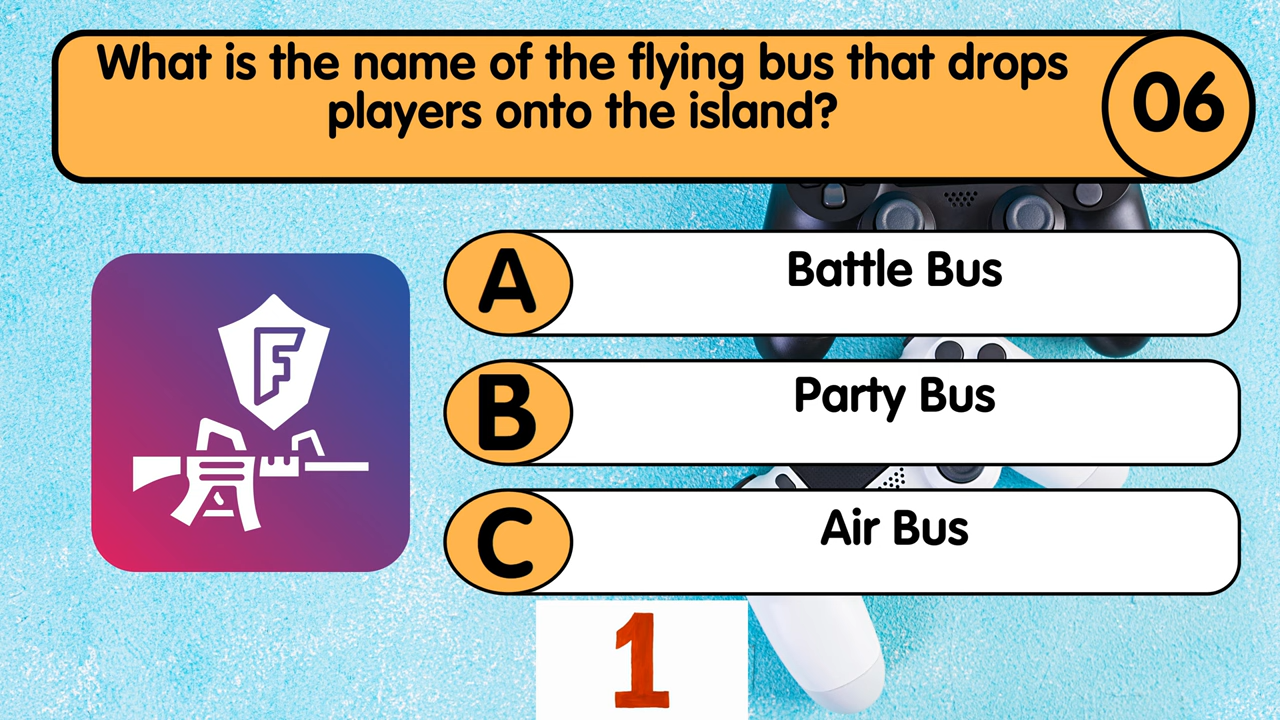 What is the name of the flying bus that drops
players onto the island?
06
F
A
Battle Bus
B
Party Bus
C
Air Bus
1